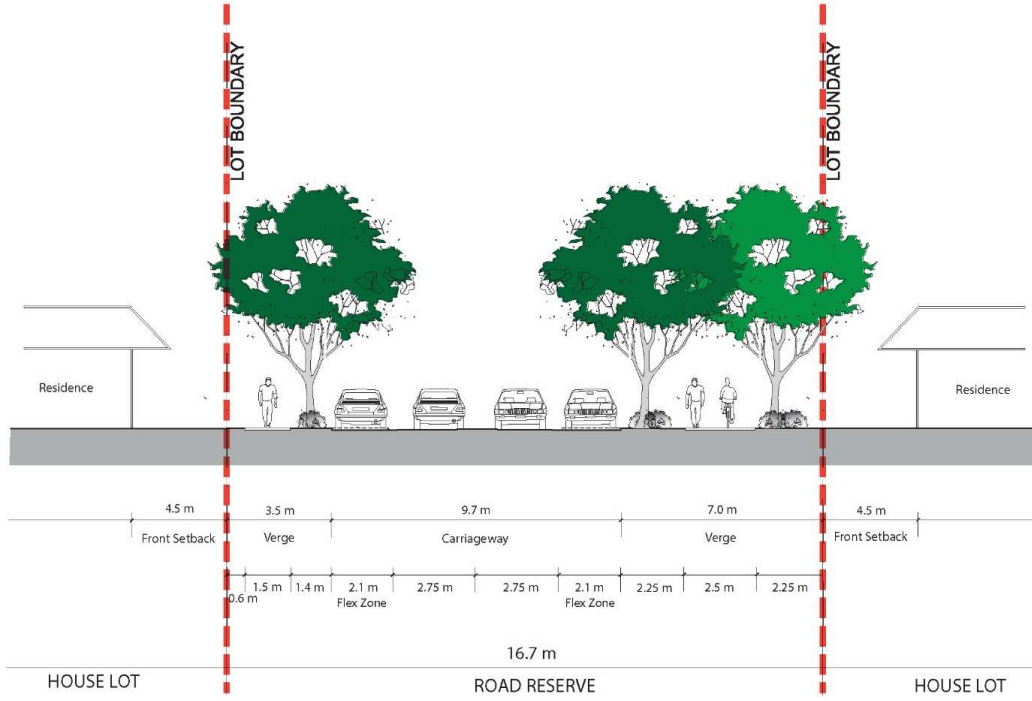 LOT BOUNDARY
LOT BOUNDARY
Residence
Residence
4.5 m
3.5 m
9.7 m
7.0 m
4.5 m
Front Setback
Verge
Carriageway
Verge
Front Setback
0.6 m
1.5 m
1.4 m
2.1 m
2.75 m
2.75 m
2.1 m
2.25 m
2.5 m
2.25 m
Flex Zone
Flex Zone
16.7 m
HOUSE LOT
ROAD RESERVE
HOUSE LOT